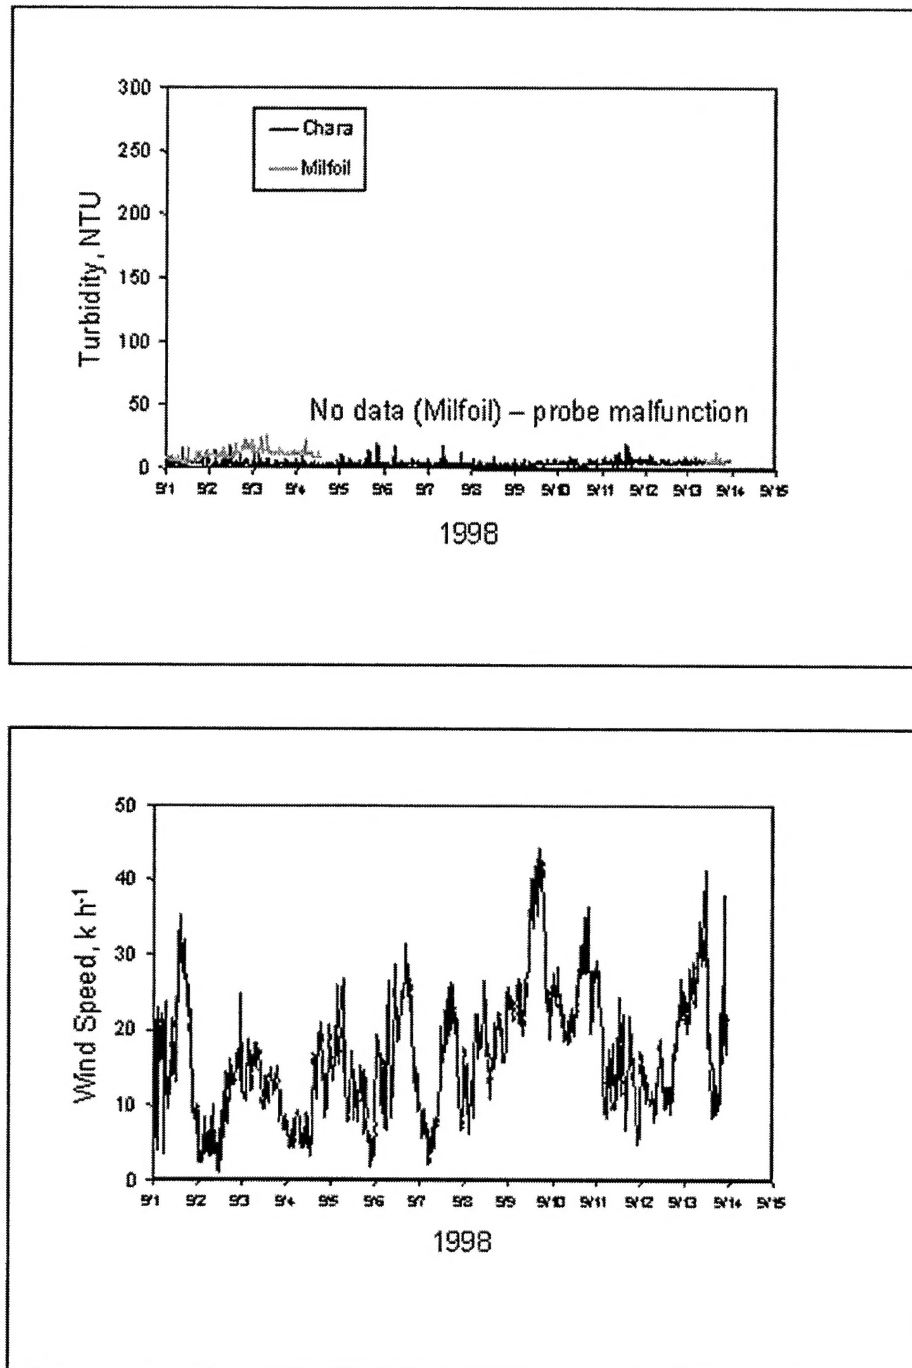 300
250
200
150
100
50
0
Turbidity, NTU
Chara
Milfoil
No data (Milfoil) – probe malfunction
9/1 9/2 9/3 9/4 9/5 9/6 9/7 9/8 9/9 9/10 9/11 9/12 9/13 9/14 9/15
1998
50
40
30
20
10
0
Wind Speed, k h⁻¹
9/1 9/2 9/3 9/4 9/5 9/6 9/7 9/8 9/9 9/10 9/11 9/12 9/13 9/14 9/15
1998